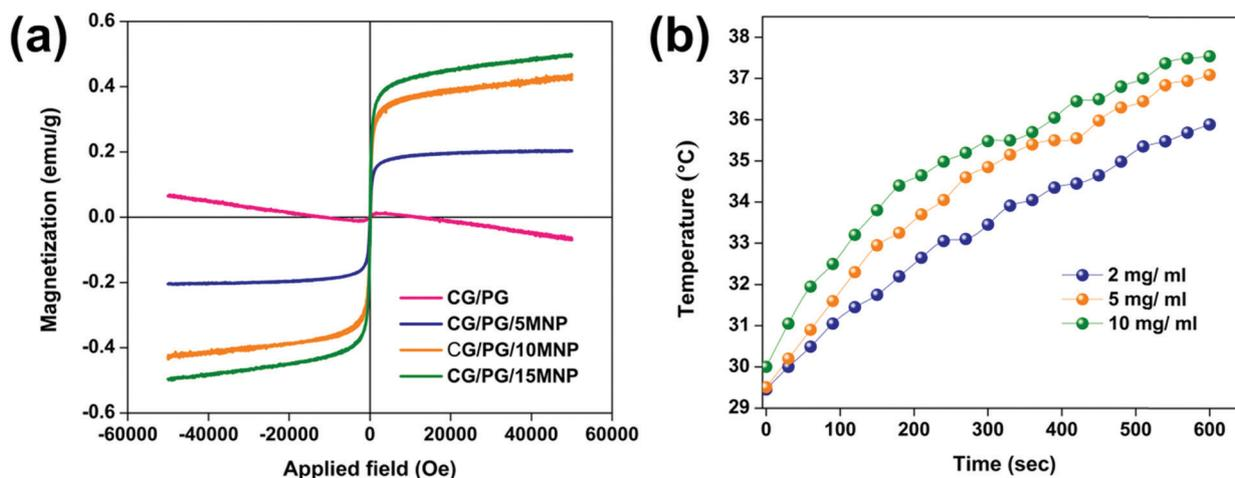 (a)
Magnetization (emu/g)
0.6
0.4
0.2
0.0
-0.2
-0.4
-0.6
-60000 -40000 -20000 0 20000 40000 60000
Applied field (Oe)
CG/PG
CG/PG/5MNP
CG/PG/10MNP
CG/PG/15MNP
(b)
Temperature (°C)
38
37
36
35
34
33
32
31
30
29
0 100 200 300 400 500 600
Time (sec)
2 mg/ ml
5 mg/ ml
10 mg/ ml